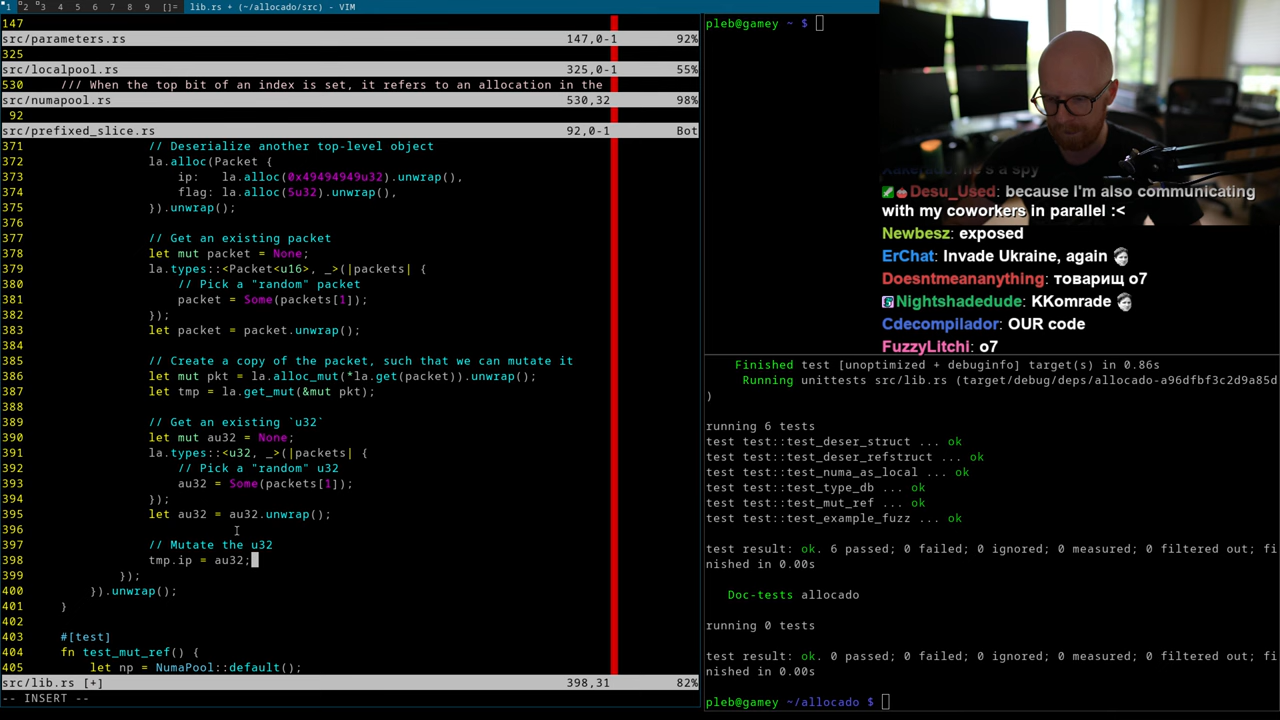 1 2 3 4 5 6 7 8 9 []= lib.rs + (~/allocado/src) - VIM
147
src/parameters.rs 147,0-1 92%
325
src/localpool.rs 325,0-1 55%
530 /// When the top bit of an index is set, it refers to an allocation in the
src/numapool.rs 530,32 98%
92
src/prefixed_slice.rs 92,0-1 Bot
371 // Deserialize another top-level object
372 la.alloc(Packet {
373 ip: la.alloc(0x49494949u32).unwrap(),
374 flag: la.alloc(5u32).unwrap(),
375 }).unwrap();
376
377 // Get an existing packet
378 let mut packet = None;
379 la.types::<Packet<u16>, _>(|packets| {
380 // Pick a "random" packet
381 packet = Some(packets[1]);
382 });
383 let packet = packet.unwrap();
384
385 // Create a copy of the packet, such that we can mutate it
386 let mut pkt = la.alloc_mut(*la.get(packet)).unwrap();
387 let tmp = la.get_mut(&mut pkt);
388
389 // Get an existing `u32`
390 let mut au32 = None;
391 la.types::<u32, _>(|packets| {
392 // Pick a "random" u32
393 au32 = Some(packets[1]);
394 });
395 let au32 = au32.unwrap();
396
397 // Mutate the u32
398 tmp.ip = au32;
399 });
400 }).unwrap();
401 }
402
403 #[test]
404 fn test_mut_ref() {
405 let np = NumaPool::default();
src/lib.rs [+] 398,31 82%
-- INSERT --
pleb@gamey ~ $
he's a spy
Desu_Used: because I'm also communicating
with my coworkers in parallel :<
Newbesz: exposed
ErChat: Invade Ukraine, again
Doesntmeananything: товарищ o7
Nightshadedude: KKomrade
Cdecompilador: OUR code
FuzzyLitchi: o7
Finished test [unoptimized + debuginfo] target(s) in 0.86s
Running unittests src/lib.rs (target/debug/deps/allocado-a96dfbf3c2d9a85d
)
running 6 tests
test test::test_deser_struct ... ok
test test::test_deser_refstruct ... ok
test test::test_numa_as_local ... ok
test test::test_type_db ... ok
test test::test_mut_ref ... ok
test test::test_example_fuzz ... ok
test result: ok. 6 passed; 0 failed; 0 ignored; 0 measured; 0 filtered out; fi
nished in 0.00s
Doc-tests allocado
running 0 tests
test result: ok. 0 passed; 0 failed; 0 ignored; 0 measured; 0 filtered out; fi
nished in 0.00s
pleb@gamey ~/allocado $